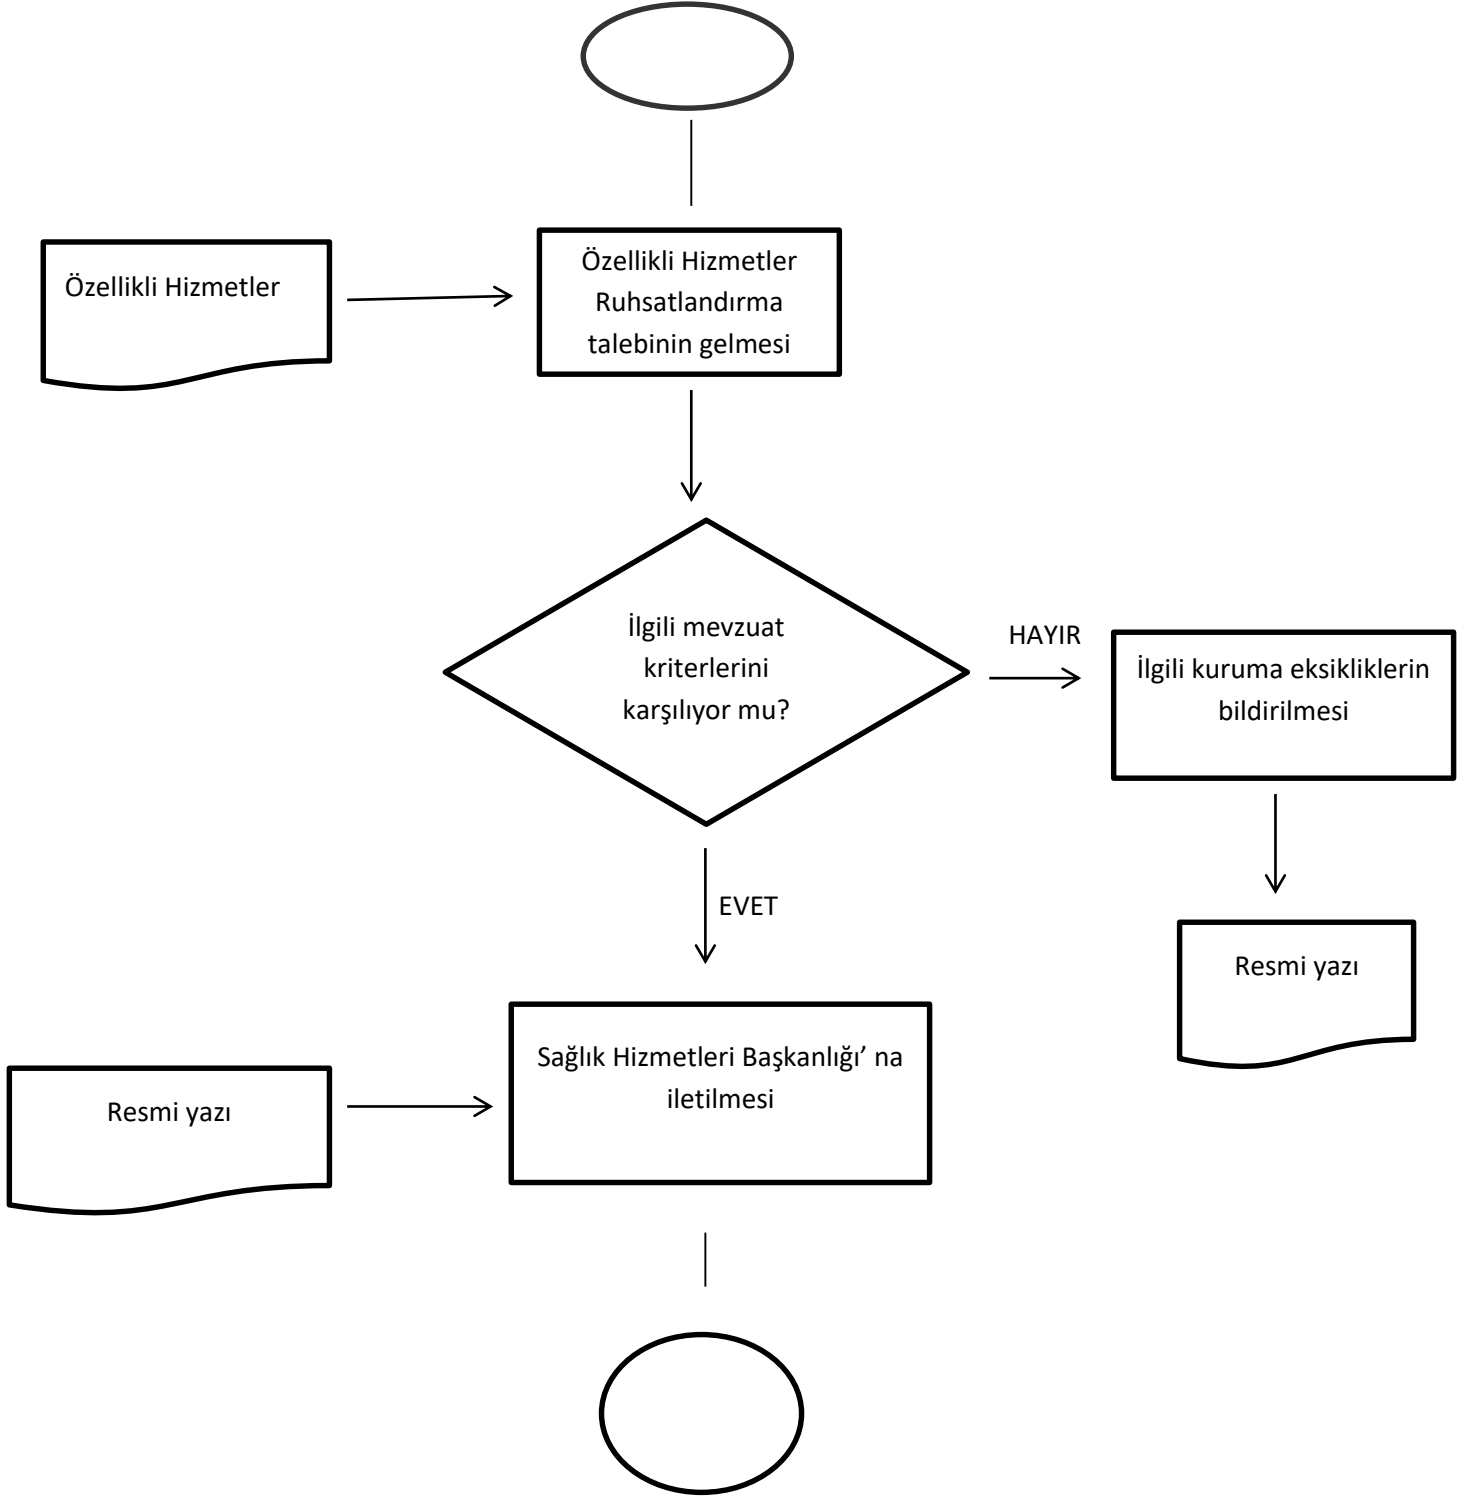 Özellikli Hizmetler
Özellikli Hizmetler
Ruhsatlandırma
talebinin gelmesi
İlgili mevzuat
kriterlerini
karşılıyor mu?
HAYIR
İlgili kuruma eksikliklerin
bildirilmesi
EVET
Resmi yazı
Sağlık Hizmetleri Başkanlığı’ na
iletilmesi
Resmi yazı